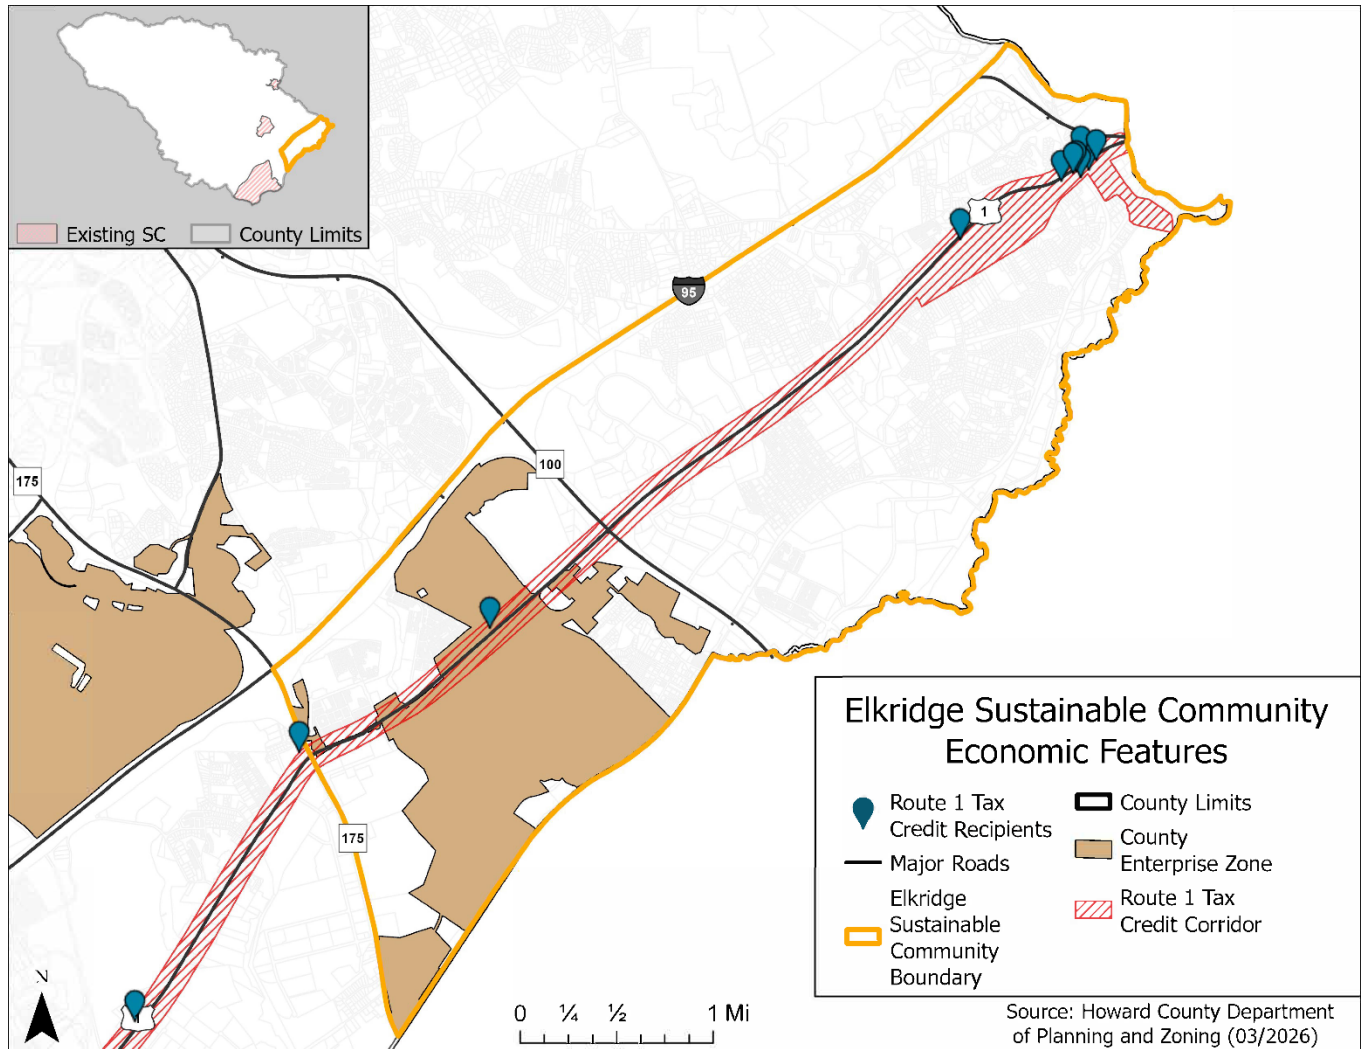 Existing SC
County Limits
1
95
100
175
175
Elkridge Sustainable Community
Economic Features
Route 1 Tax
Credit Recipients
Major Roads
Elkridge
Sustainable
Community
Boundary
County Limits
County
Enterprise Zone
Route 1 Tax
Credit Corridor
N
0 ¼ ½ 1 Mi
Source: Howard County Department
of Planning and Zoning (03/2026)